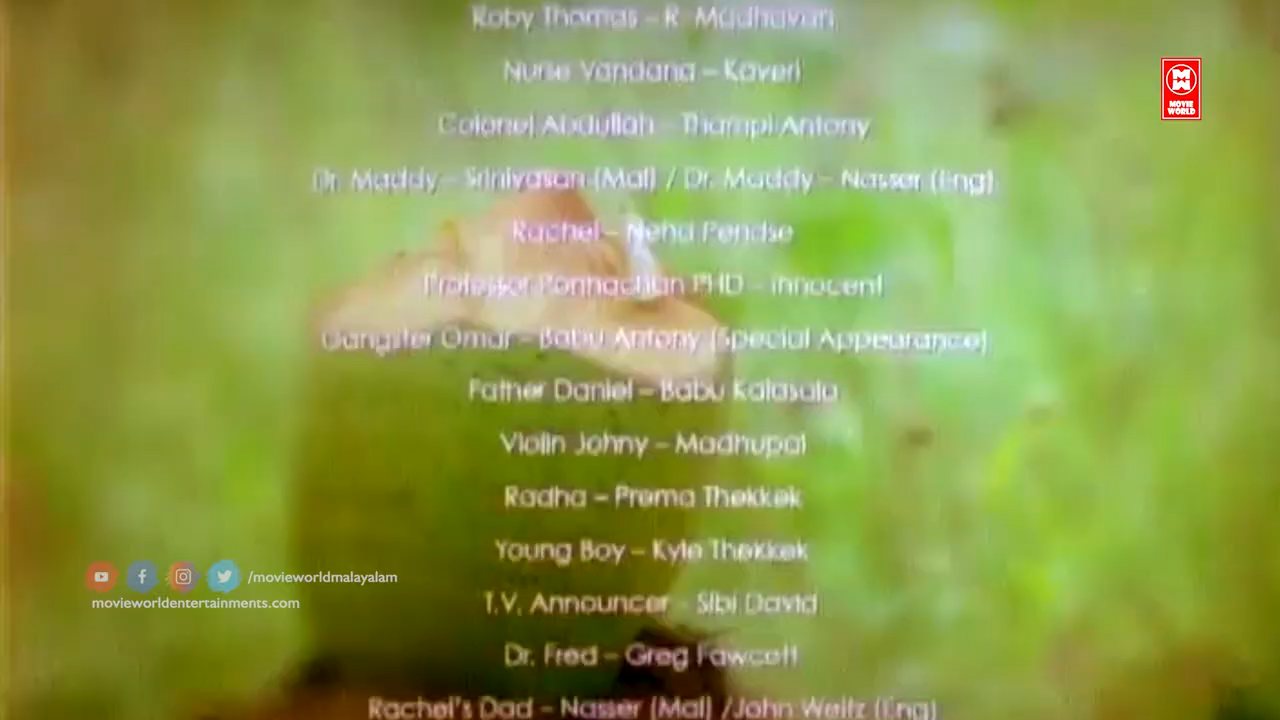 Roby Thomas – R. Madhavan
Nurse Vandana – Kaveri
Colonel Abdullah – Thampi Antony
Dr. Maddy – Srinivasan (Mal) / Dr. Maddy – Nasser (Eng)
Rachel – Neha Pendse
Professor Ponnachan PHD – Innocent
Gangster Omar – Babu Antony (Special Appearance)
Father Daniel – Babu Kalasala
Violin Johny – Madhupal
Radha – Prema Thekkek
Young Boy – Kyle Thekkek
T.V. Announcer – Sibi David
Dr. Fred – Greg Fawcett
Rachel's Dad – Nasser (Mal) /John Weitz (Eng)
MOVIE
WORLD
/movieworldmalayalam
movieworldentertainments.com